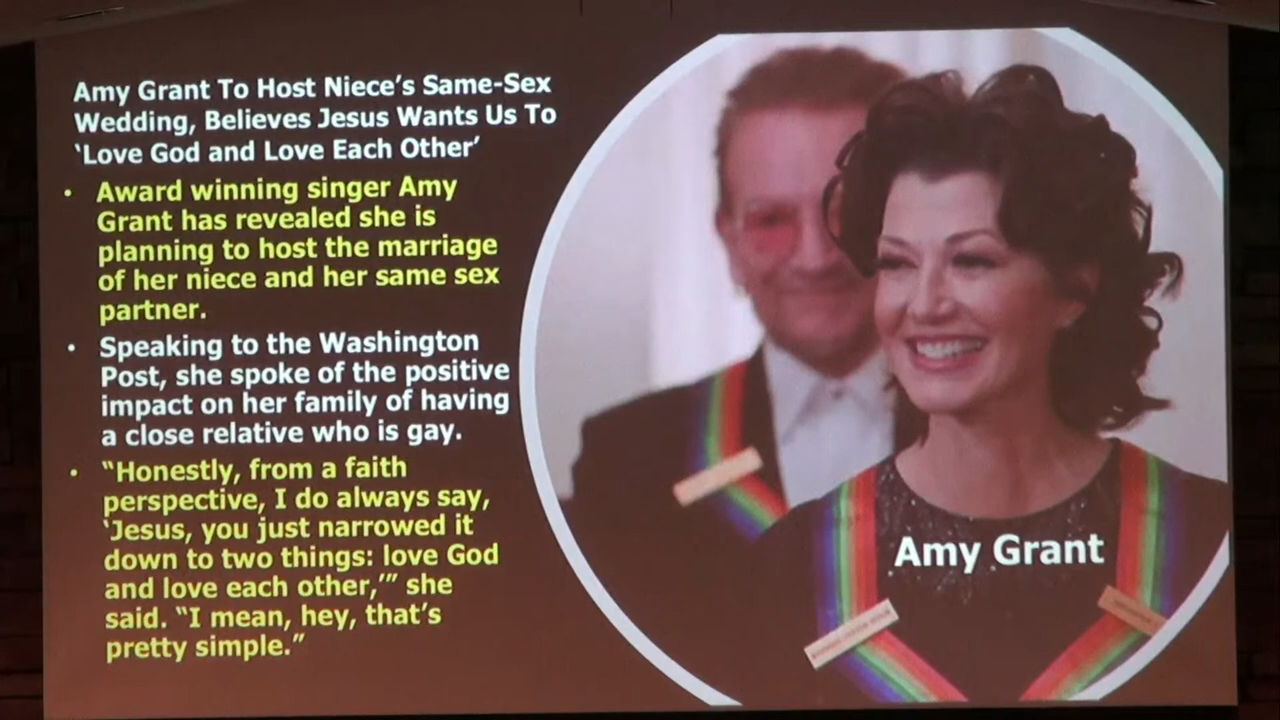 Amy Grant To Host Niece's Same-Sex
Wedding, Believes Jesus Wants Us To
‘Love God and Love Each Other’
• Award winning singer Amy
Grant has revealed she is
planning to host the marriage
of her niece and her same sex
partner.
• Speaking to the Washington
Post, she spoke of the positive
impact on her family of having
a close relative who is gay.
• “Honestly, from a faith
perspective, I do always say,
‘Jesus, you just narrowed it
down to two things: love God
and love each other,’” she
said. “I mean, hey, that’s
pretty simple.”
Amy Grant